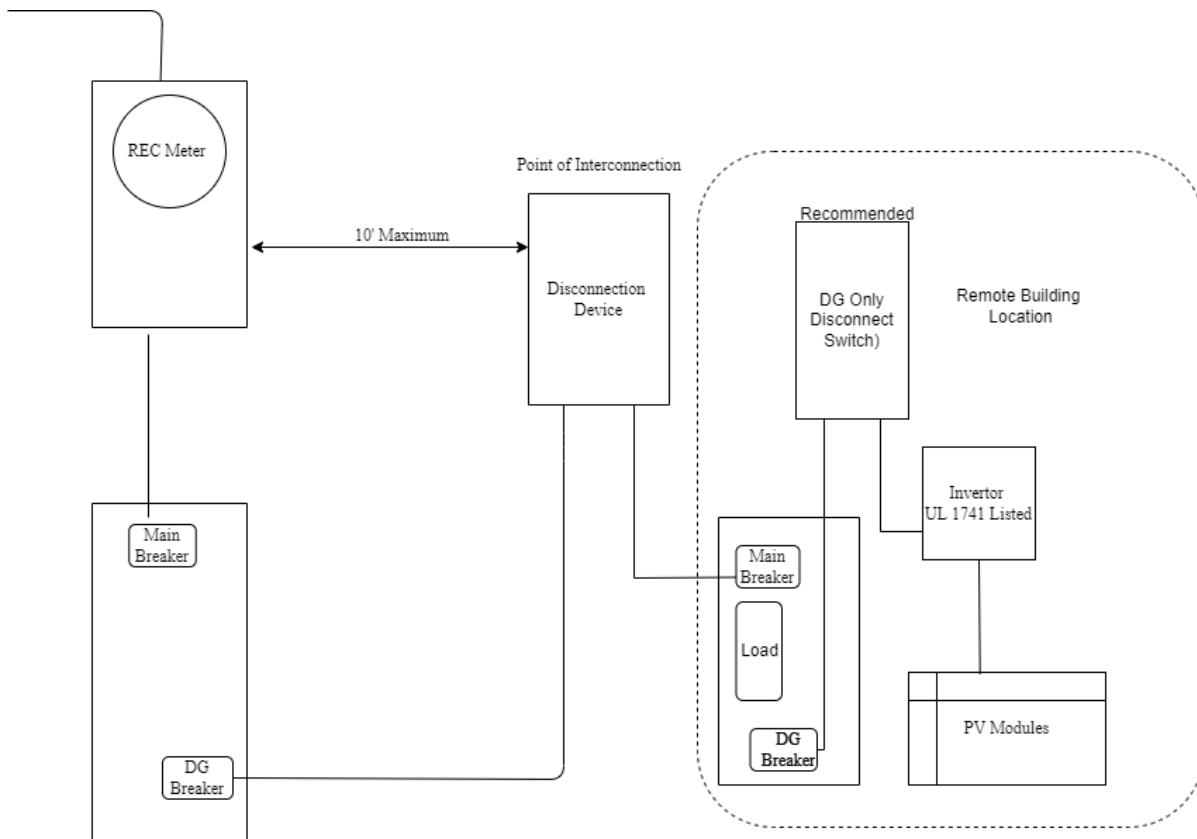 REC Meter
Point of Interconnection
10' Maximum
Disconnection
Device
Recommended
DG Only
Disconnect
Switch)
Remote Building
Location
Invertor
UL 1741 Listed
Main
Breaker
Main
Breaker
Load
DG
Breaker
PV Modules
DG
Breaker